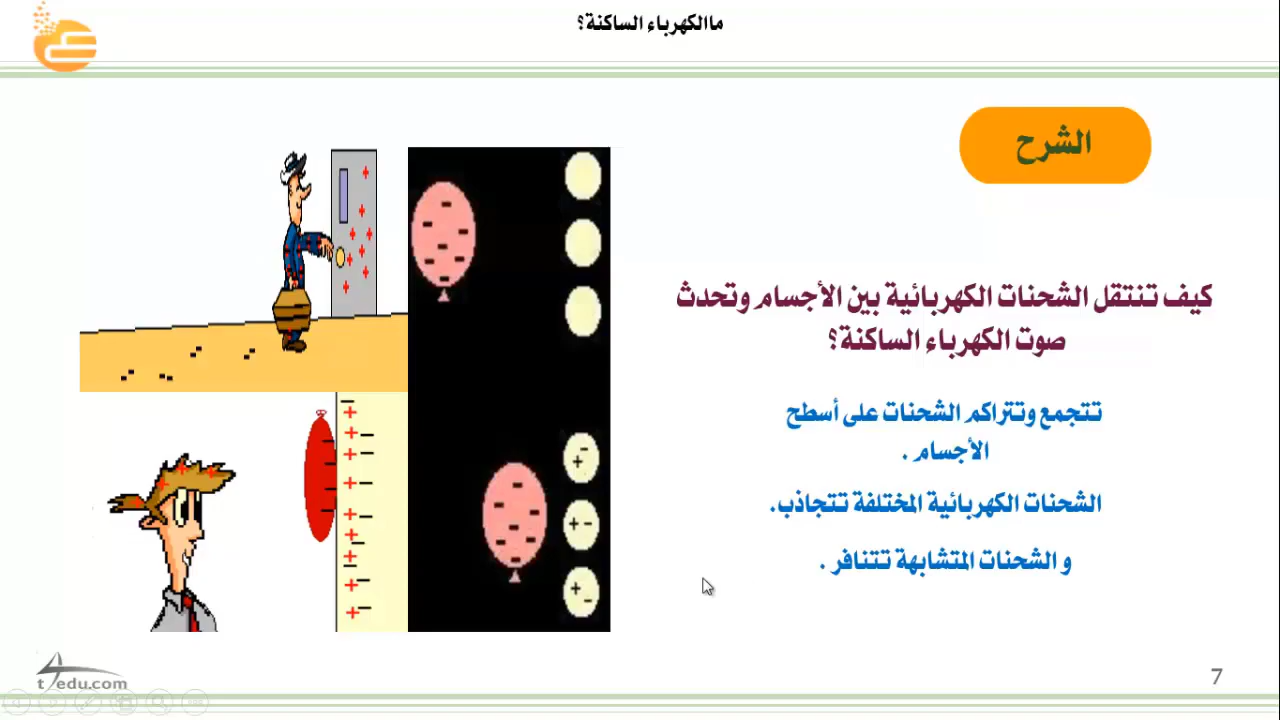 ماالكهرباء الساكنة؟
الشرح
كيف تنتقل الشحنات الكهربائية بين الأجسام وتحدث
صوت الكهرباء الساكنة؟
تتجمع وتتراكم الشحنات على أسطح
الأجسام .
الشحنات الكهربائية المختلفة تتجاذب.
و الشحنات المتشابهة تتنافر .
t4edu.com
7